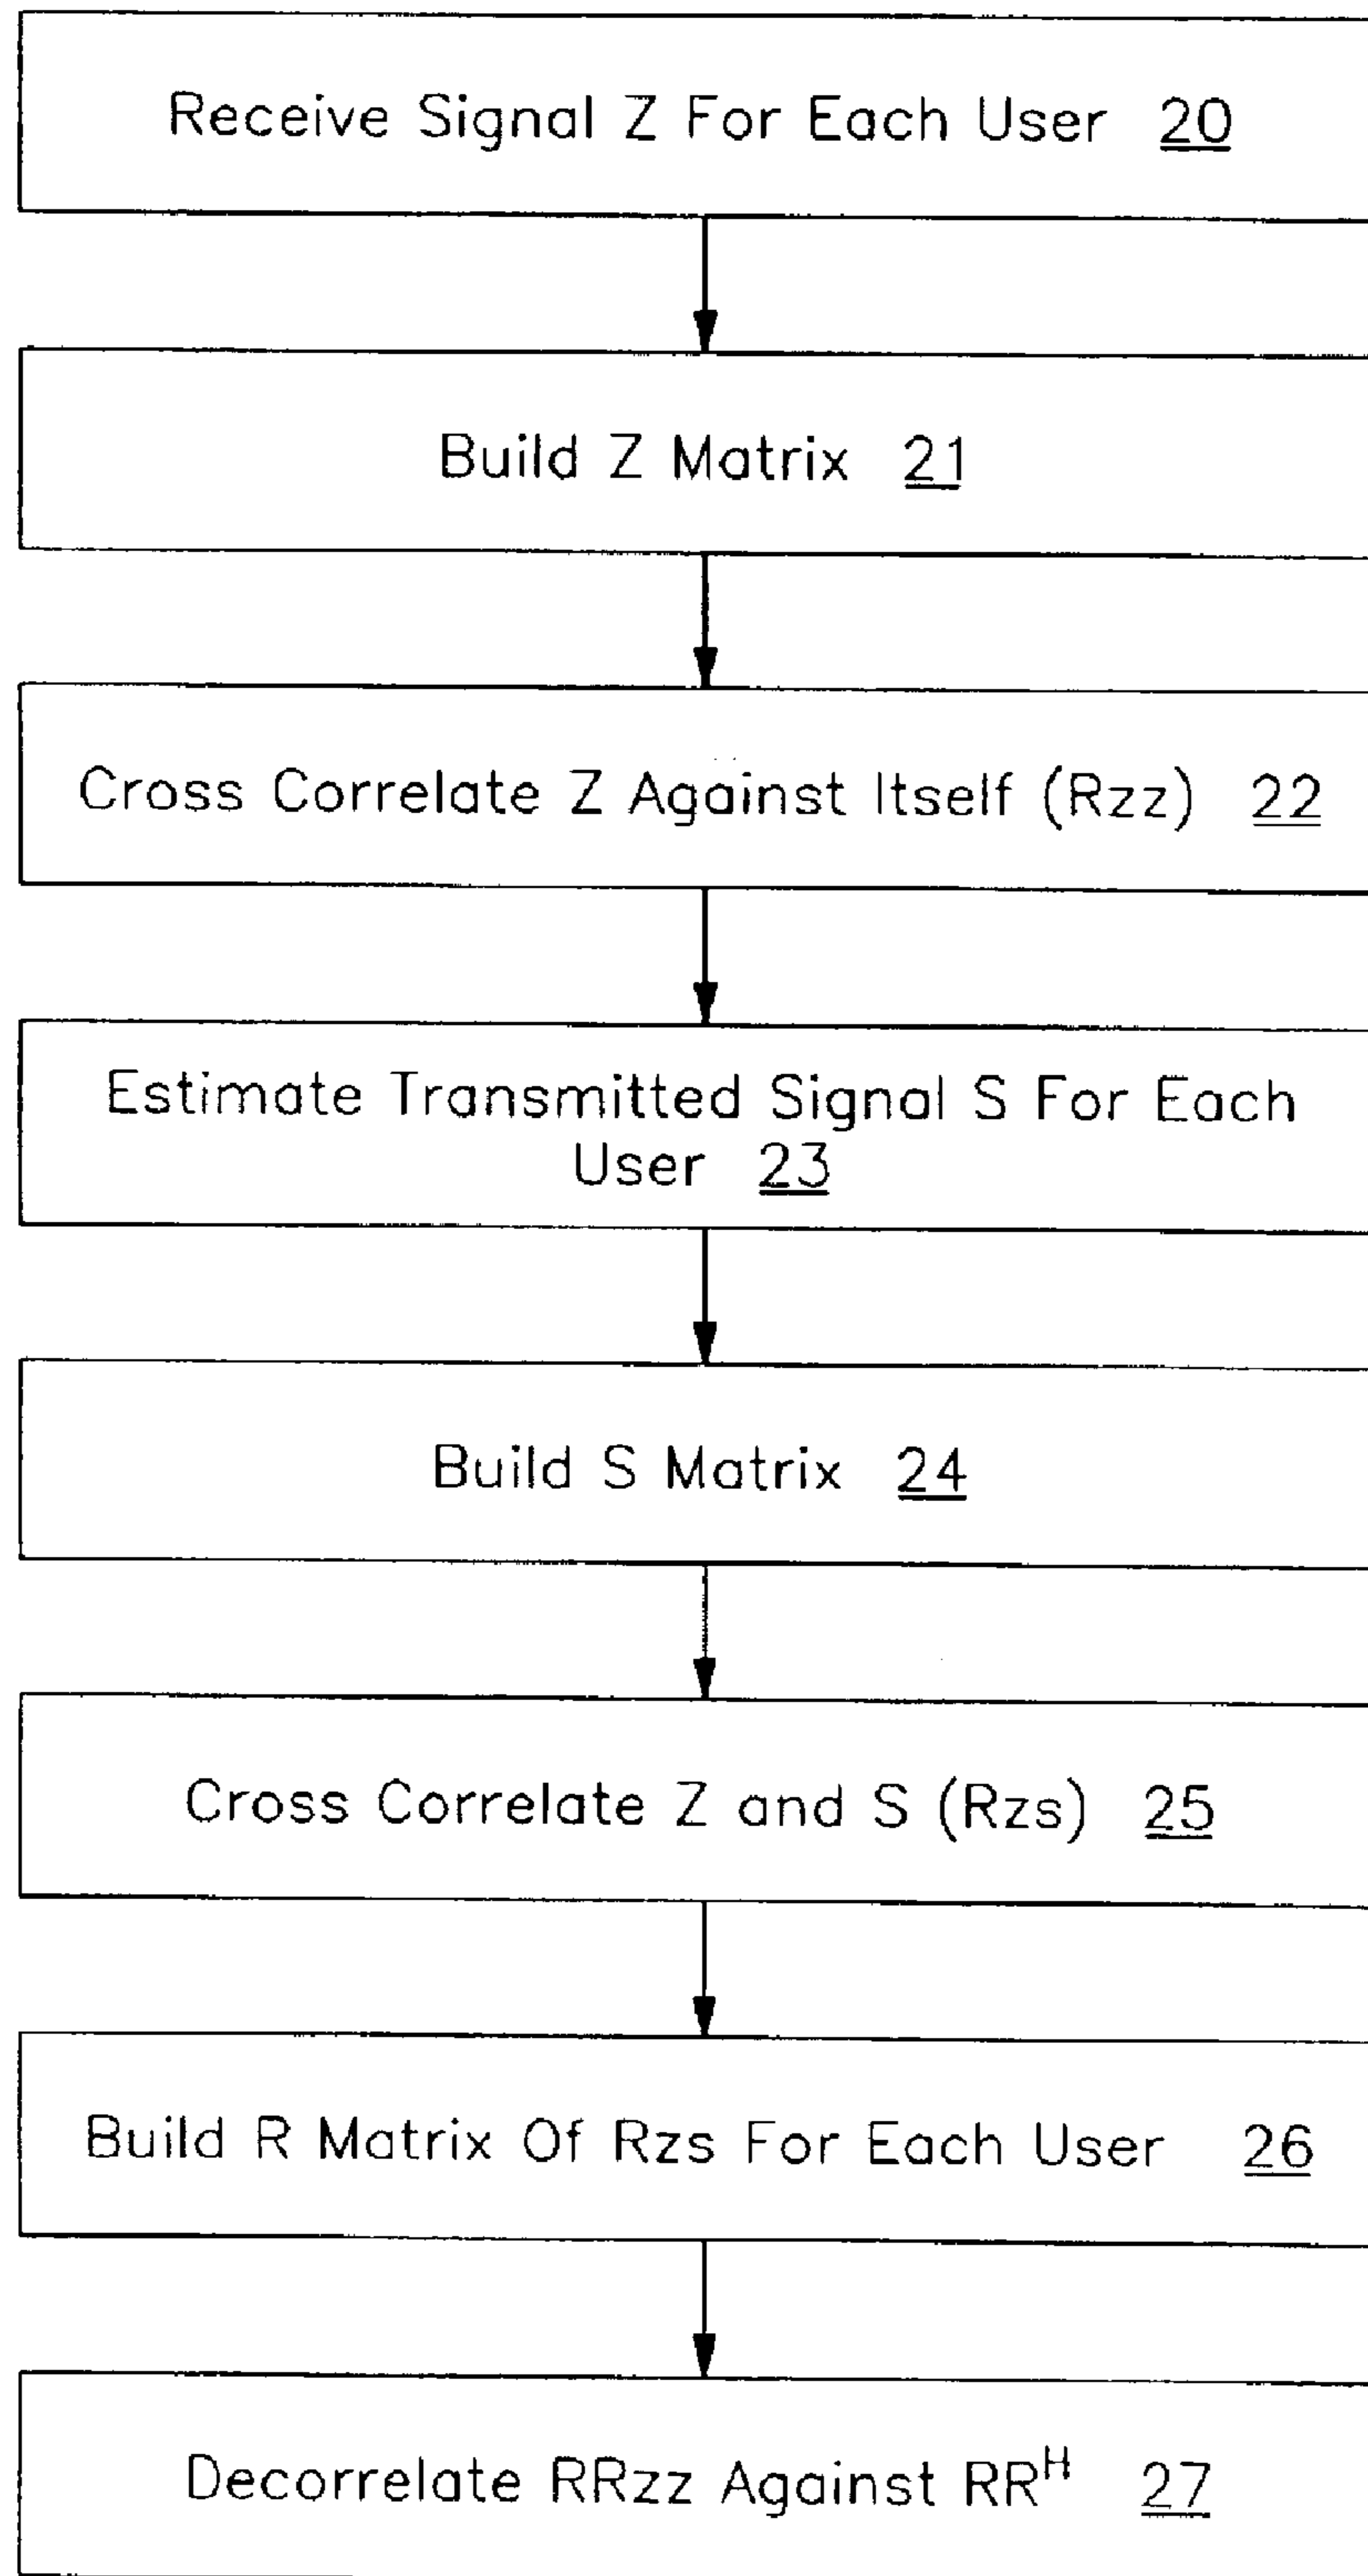 Receive Signal Z For Each User 20
Build Z Matrix 21
Cross Correlate Z Against Itself (Rzz) 22
Estimate Transmitted Signal S For Each
User 23
Build S Matrix 24
Cross Correlate Z and S (Rzs) 25
Build R Matrix Of Rzs For Each User 26
Decorrelate RRzz Against RRᴴ 27